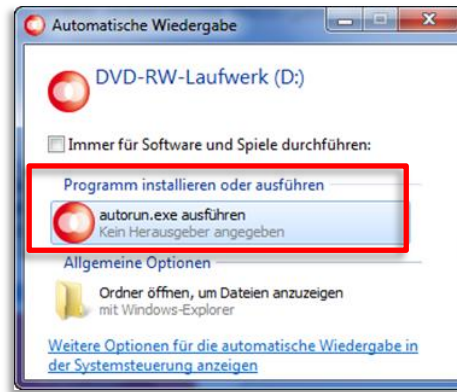 Automatische Wiedergabe
DVD-RW-Laufwerk (D:)
Immer für Software und Spiele durchführen:
Programm installieren oder ausführen
autorun.exe ausführen
Kein Herausgeber angegeben
Allgemeine Optionen
Ordner öffnen, um Dateien anzuzeigen
mit Windows-Explorer
Weitere Optionen für die automatische Wiedergabe in
der Systemsteuerung anzeigen